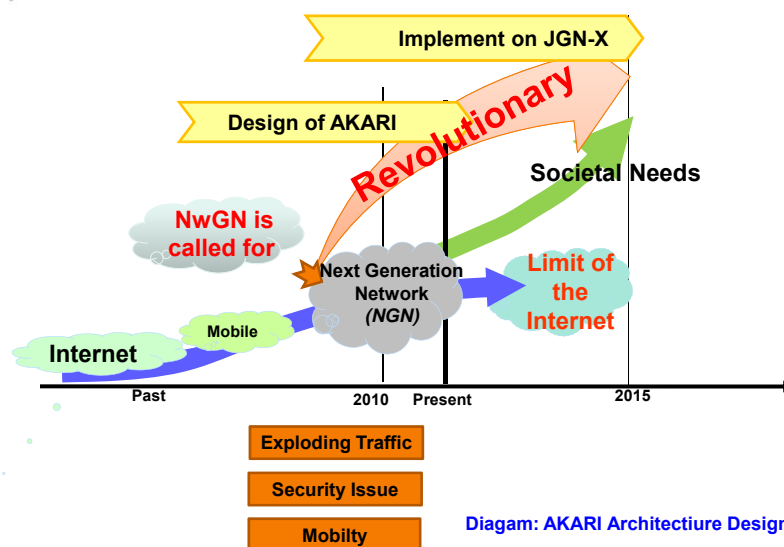 Implement on JGN-X
Design of AKARI
Revolutionary
Societal Needs
NwGN is
called for
Next Generation
Network
(NGN)
Limit of
the
Internet
Mobile
Internet
Past
2010
Present
2015
Exploding Traffic
Security Issue
Mobilty
Diagam: AKARI Architectiure Design